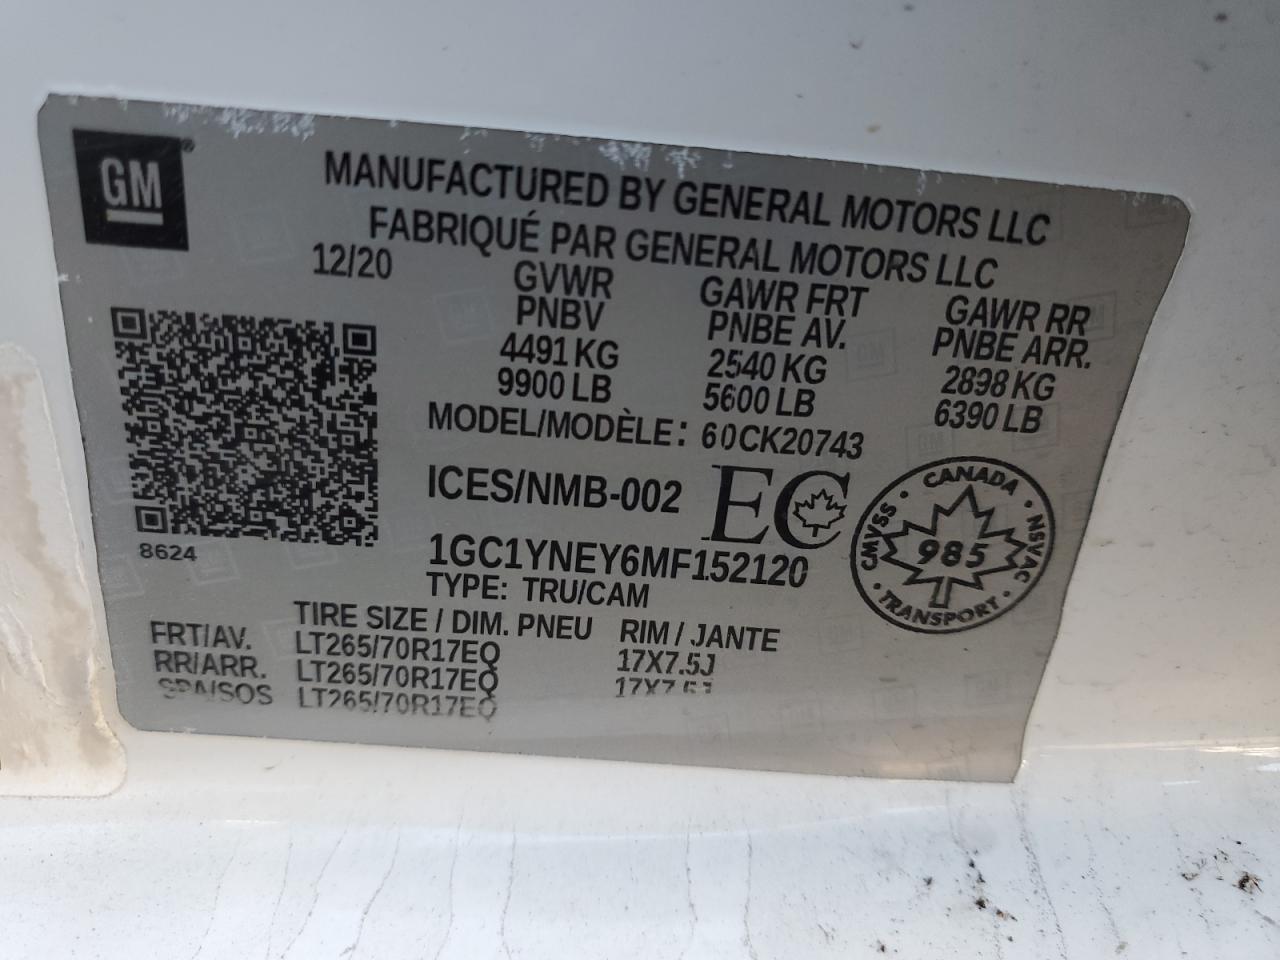 GM®
MANUFACTURED BY GENERAL MOTORS LLC
FABRIQUÉ PAR GENERAL MOTORS LLC
12/20
GVWR GAWR FRT GAWR RR
PNBV PNBE AV. PNBE ARR.
4491 KG 2540 KG 2898 KG
9900 LB 5600 LB 6390 LB
MODEL/MODÈLE: 60CK20743
ICES/NMB-002 EC
CANADA
CMVSS 985 NSVAC
TRANSPORT
8624
1GC1YNEY6MF152120
TYPE: TRU/CAM
TIRE SIZE / DIM. PNEU RIM / JANTE
FRT/AV. LT265/70R17EQ 17X7.5J
RR/ARR. LT265/70R17EQ 17X7.5J
SPA/SOS LT265/70R17EQ